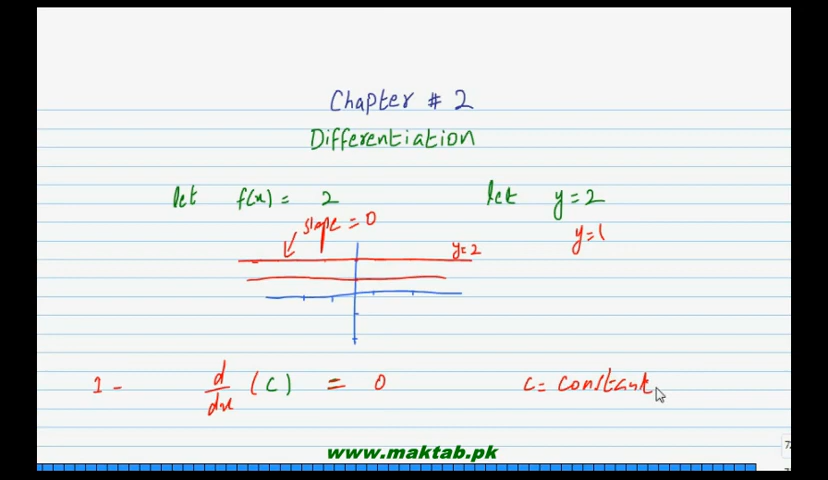 Chapter # 2
Differentiation
let f(x) = 2 let y = 2
slope = 0 y = 1
y = 2
1 - d/dx (c) = 0 c = constant
www.maktab.pk